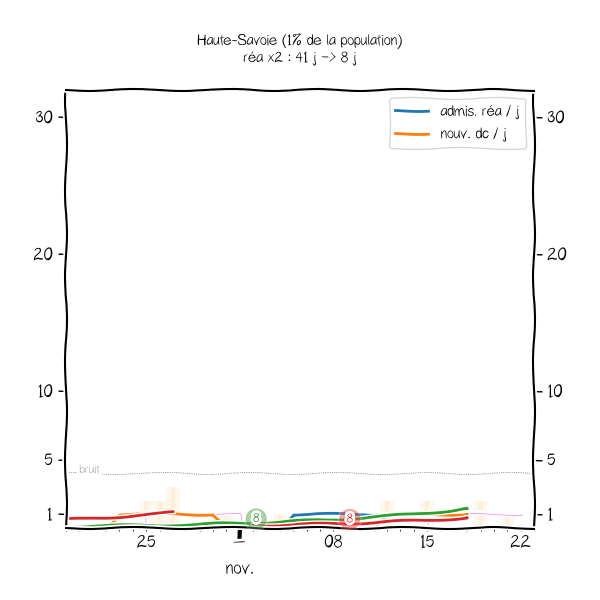 Haute-Savoie (1% de la population)
réa x2 : 41 j -> 8 j
admis. réa / j
nouv. dc / j
30
30
20
20
10
10
5
5
bruit
1
1
8
8
25
1
08
15
22
nov.